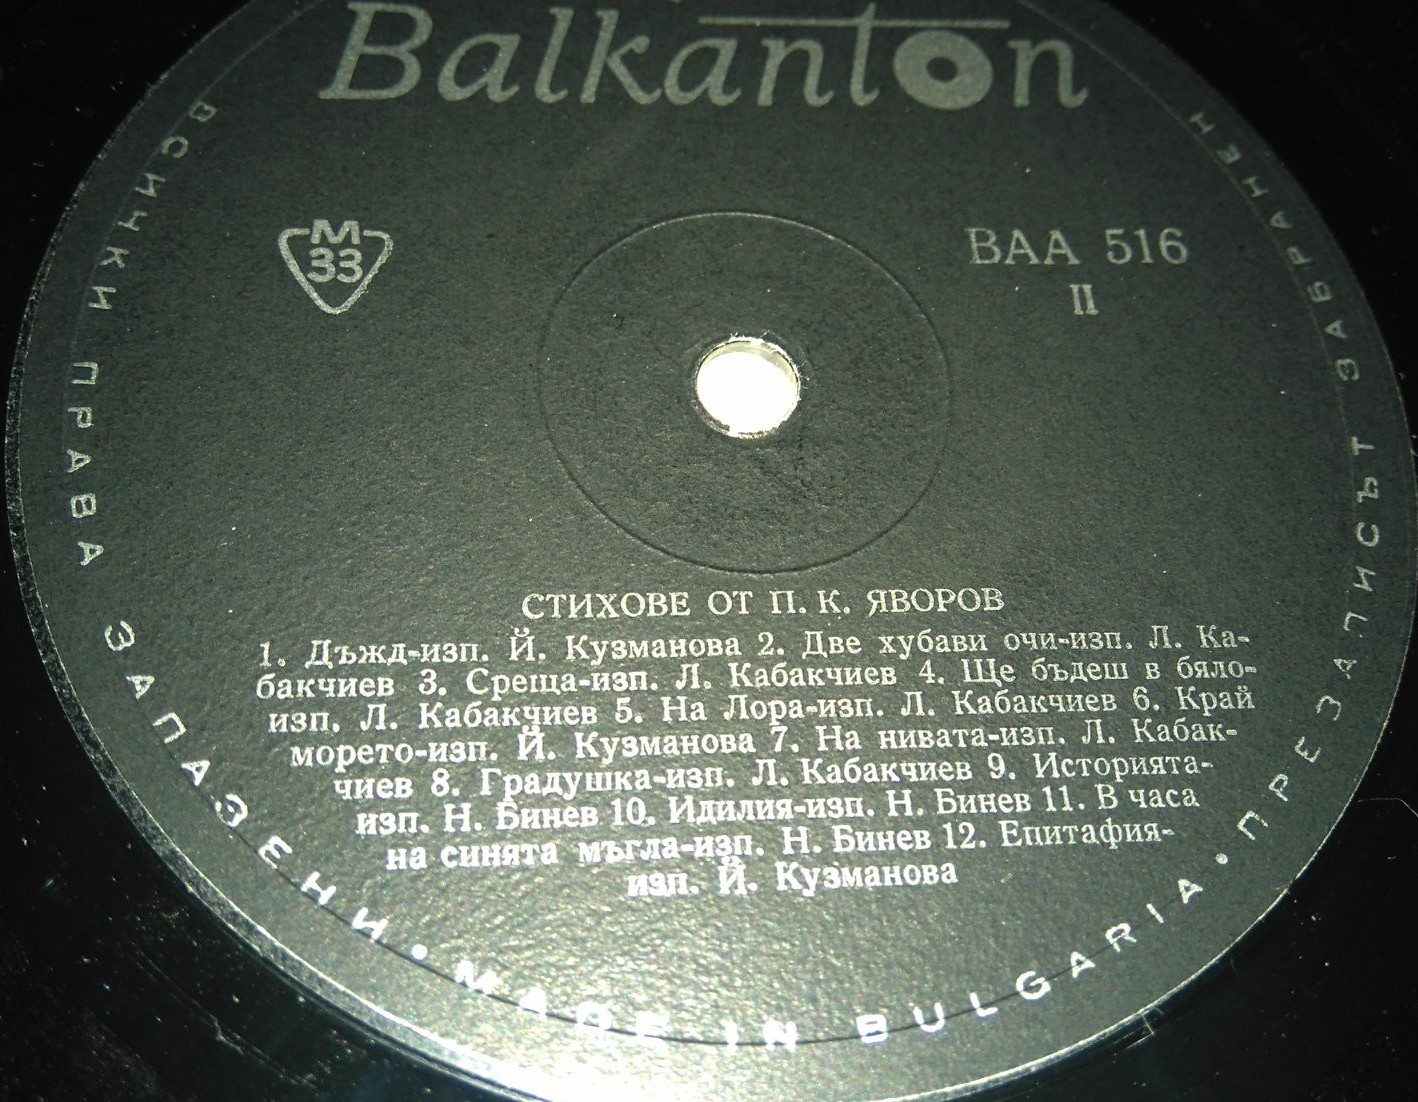 Balkanton
M
33
ВАА 516
II
СТИХОВЕ ОТ П. К. ЯВОРОВ
1. Дъжд-изп. Й. Кузманова 2. Две хубави очи-изп. Л. Ка-
бакчиев 3. Среща-изп. Л. Кабакчиев 4. Ще бъдеш в бяло-
изп. Л. Кабакчиев 5. На Лора-изп. Л. Кабакчиев 6. Край
морето-изп. Й. Кузманова 7. На нивата-изп. Л. Кабак-
чиев 8. Градушка-изп. Л. Кабакчиев 9. Историята-
изп. Н. Бинев 10. Идилия-изп. Н. Бинев 11. В часа
на синята мъгла-изп. Н. Бинев 12. Епитафия-
изп. Й. Кузманова
ВСИЧКИ ПРАВА ЗАПАЗЕНИ • MADE IN BULGARIA • ПРЕЗАПИСЪТ ЗАБРАНЕН